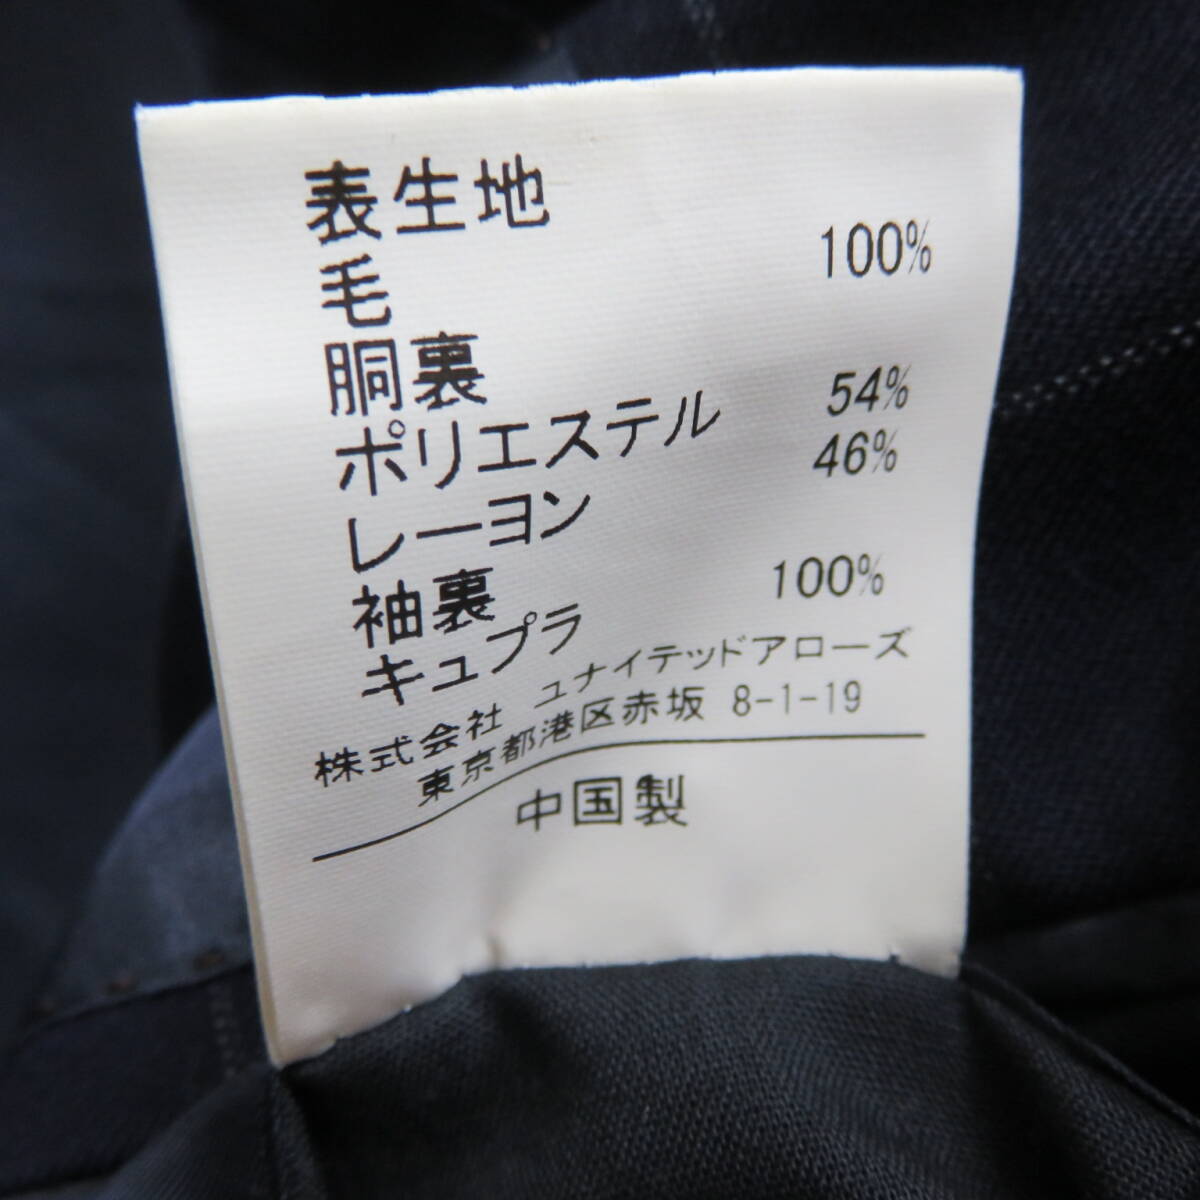 表生地
毛 100%
胴裏
ポリエステル 54%
レーヨン 46%
袖裏
キュプラ 100%
株式会社 ユナイテッドアローズ
東京都港区赤坂 8-1-19
中国製